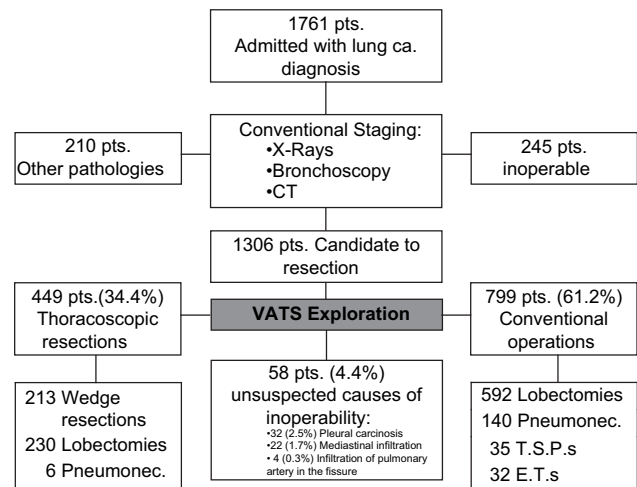 1761 pts.
Admitted with lung ca.
diagnosis
210 pts.
Other pathologies
Conventional Staging:
•X-Rays
•Bronchoscopy
•CT
245 pts.
inoperable
1306 pts. Candidate to
resection
449 pts.(34.4%)
Thoracoscopic
resections
VATS Exploration
799 pts. (61.2%)
Conventional
operations
213 Wedge
resections
230 Lobectomies
6 Pneumonec.
58 pts. (4.4%)
unsuspected causes of
inoperability:
•32 (2.5%) Pleural carcinosis
•22 (1.7%) Mediastinal infiltration
• 4 (0.3%) Infiltration of pulmonary
artery in the fissure
592 Lobectomies
140 Pneumonec.
35 T.S.P.s
32 E.T.s